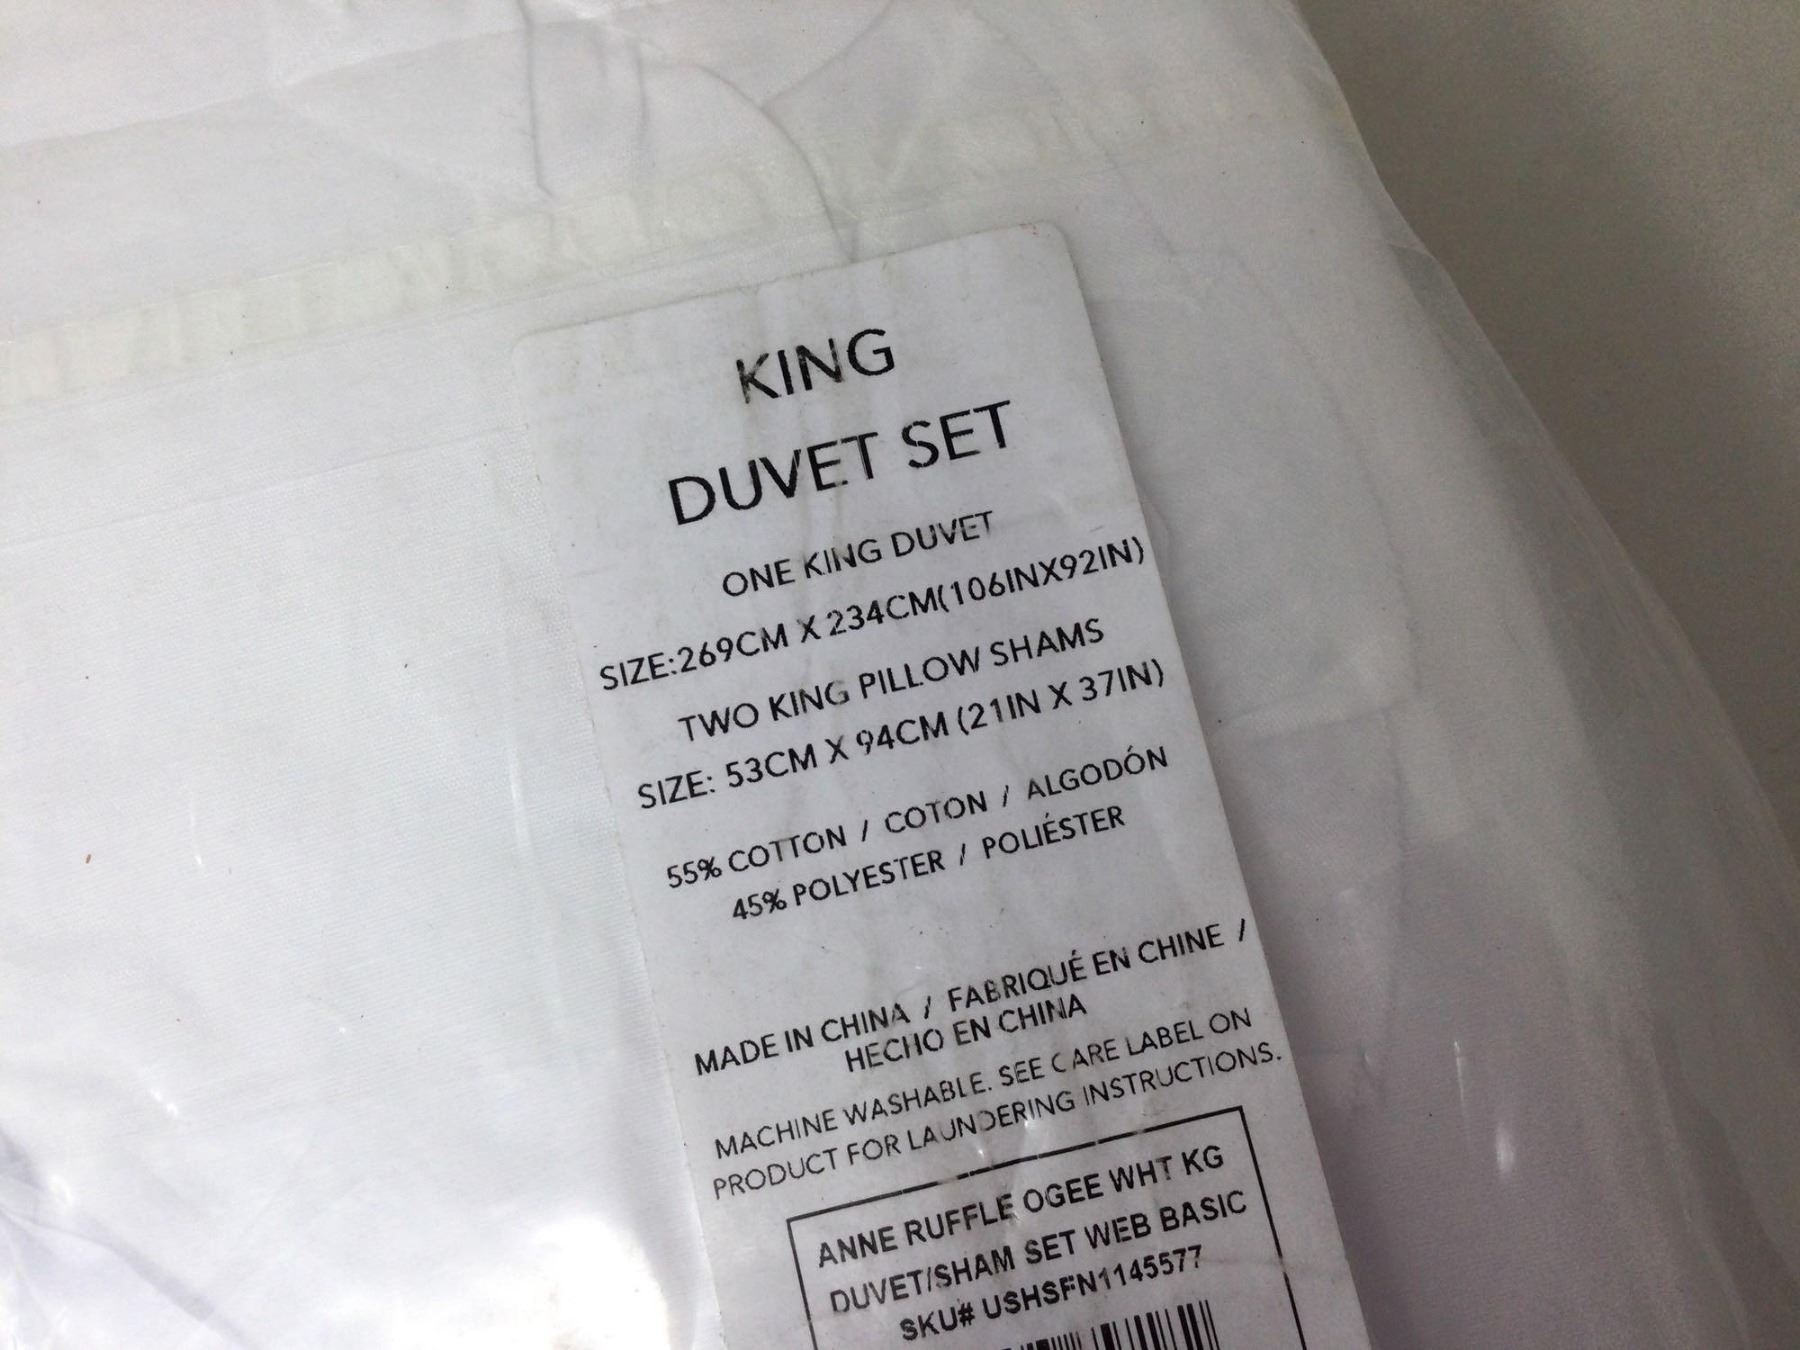 KING
DUVET SET
ONE KING DUVET
SIZE:269CM X 234CM(106INX92IN)
TWO KING PILLOW SHAMS
SIZE: 53CM X 94CM (21IN X 37IN)
55% COTTON / COTON / ALGODÓN
45% POLYESTER / POLIÉSTER
MADE IN CHINA / FABRIQUÉ EN CHINE /
HECHO EN CHINA
MACHINE WASHABLE. SEE CARE LABEL ON
PRODUCT FOR LAUNDERING INSTRUCTIONS.
ANNE RUFFLE OGEE WHT KG
DUVET/SHAM SET WEB BASIC
SKU# USHSFN1145577